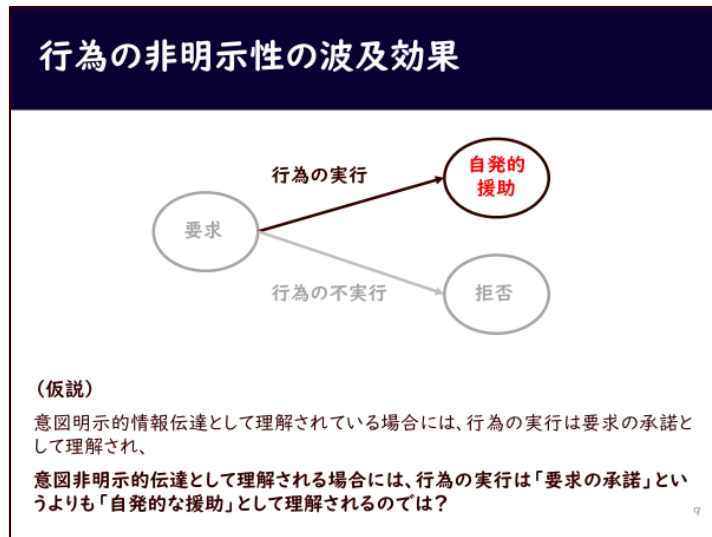 行為の非明示性の波及効果
行為の実行
自発的
援助
要求
行為の不実行
拒否
(仮説)
意図明示的情報伝達として理解されている場合には、行為の実行は要求の承諾と
して理解され、
意図非明示的伝達として理解される場合には、行為の実行は「要求の承諾」とい
うよりも「自発的な援助」として理解されるのでは?
9